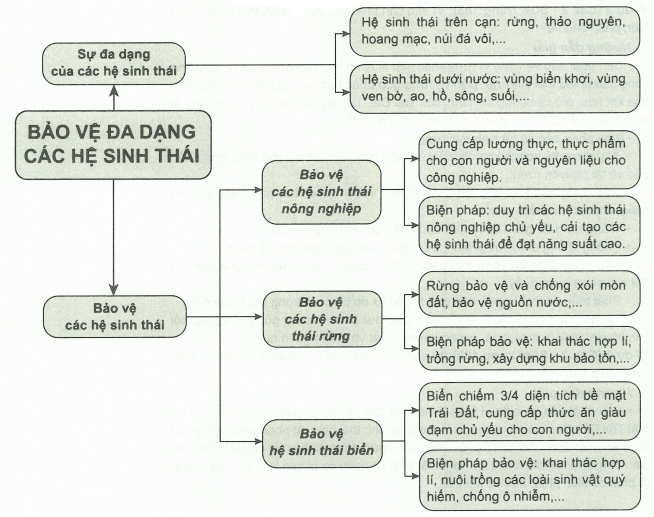 Hệ sinh thái trên cạn: rừng, thảo nguyên,
hoang mạc, núi đá vôi,...
Sự đa dạng
của các hệ sinh thái
Hệ sinh thái dưới nước: vùng biển khơi, vùng
ven bờ, ao, hồ, sông, suối,...
BẢO VỆ ĐA DẠNG
CÁC HỆ SINH THÁI
Cung cấp lương thực, thực phẩm
cho con người và nguyên liệu cho
công nghiệp.
Bảo vệ
các hệ sinh thái
nông nghiệp
Biện pháp: duy trì các hệ sinh thái
nông nghiệp chủ yếu, cải tạo các
hệ sinh thái để đạt năng suất cao.
Bảo vệ
các hệ sinh thái
Rừng bảo vệ và chống xói mòn
đất, bảo vệ nguồn nước,...
Bảo vệ
các hệ sinh
thái rừng
Biện pháp bảo vệ: khai thác hợp lí,
trồng rừng, xây dựng khu bảo tồn,...
Biển chiếm 3/4 diện tích bề mặt
Trái Đất, cung cấp thức ăn giàu
đạm chủ yếu cho con người,...
Bảo vệ
hệ sinh thái biển
Biện pháp bảo vệ: khai thác hợp
lí, nuôi trồng các loài sinh vật quý
hiếm, chống ô nhiễm,...